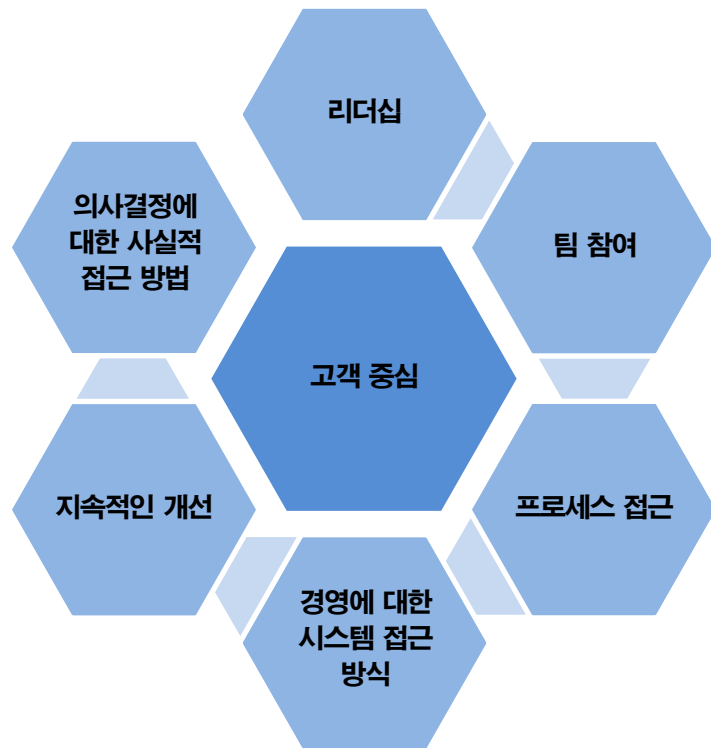 리더십
팀 참여
프로세스 접근
경영에 대한
시스템 접근
방식
지속적인 개선
의사결정에
대한 사실적
접근 방법
고객 중심